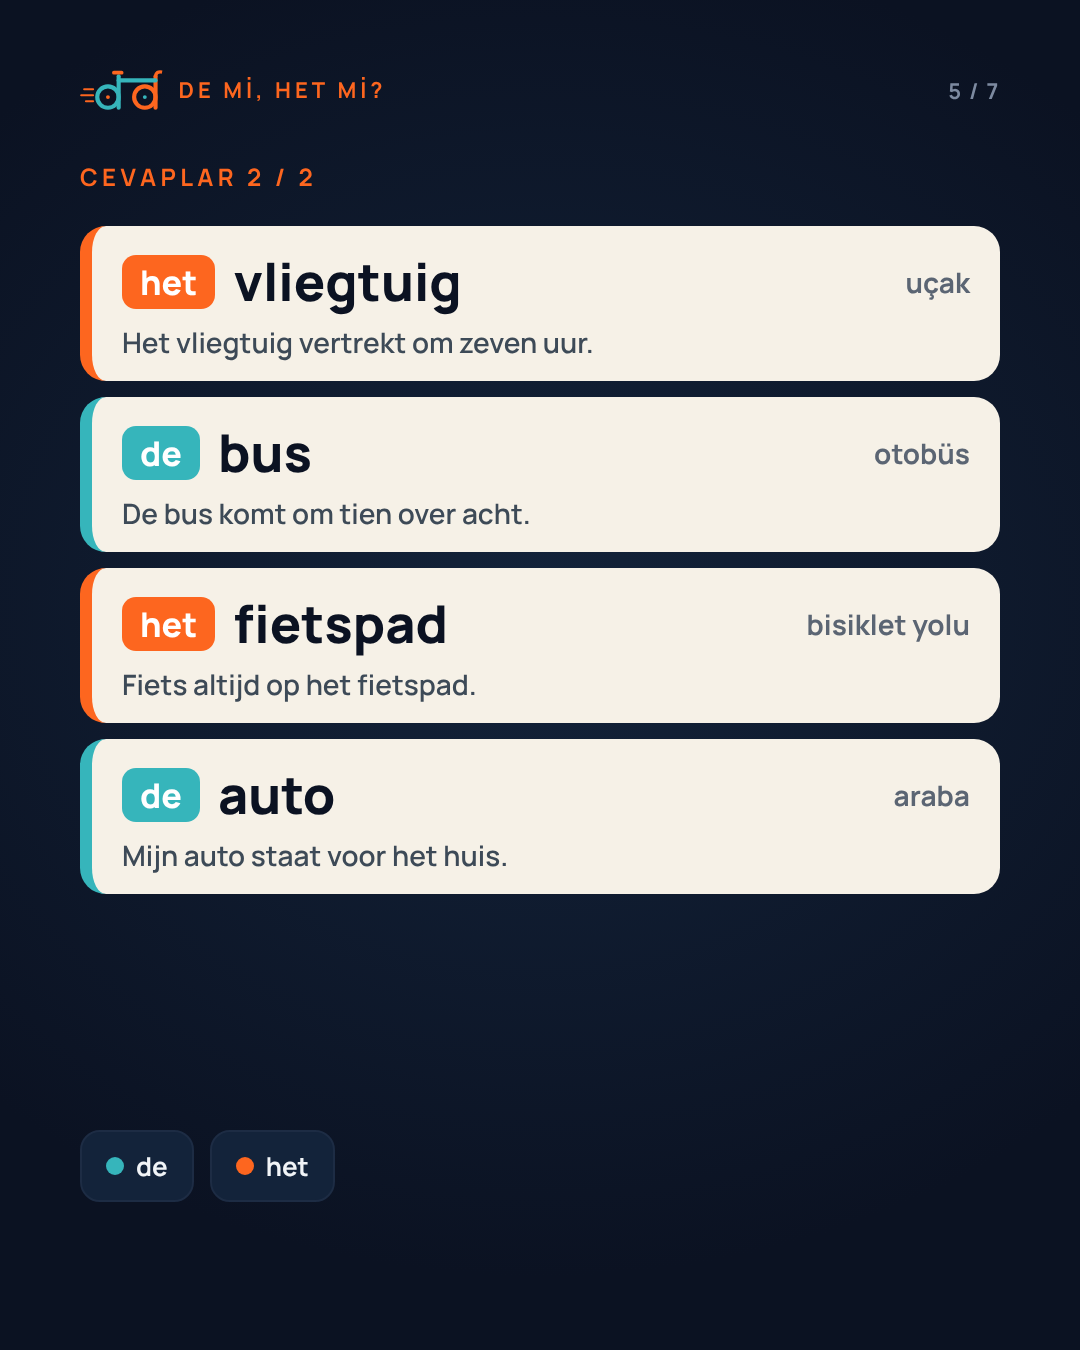 DE Mİ, HET Mİ?
5 / 7
CEVAPLAR 2 / 2
het vliegtuig uçak
Het vliegtuig vertrekt om zeven uur.
de bus otobüs
De bus komt om tien over acht.
het fietspad bisiklet yolu
Fiets altijd op het fietspad.
de auto araba
Mijn auto staat voor het huis.
de het